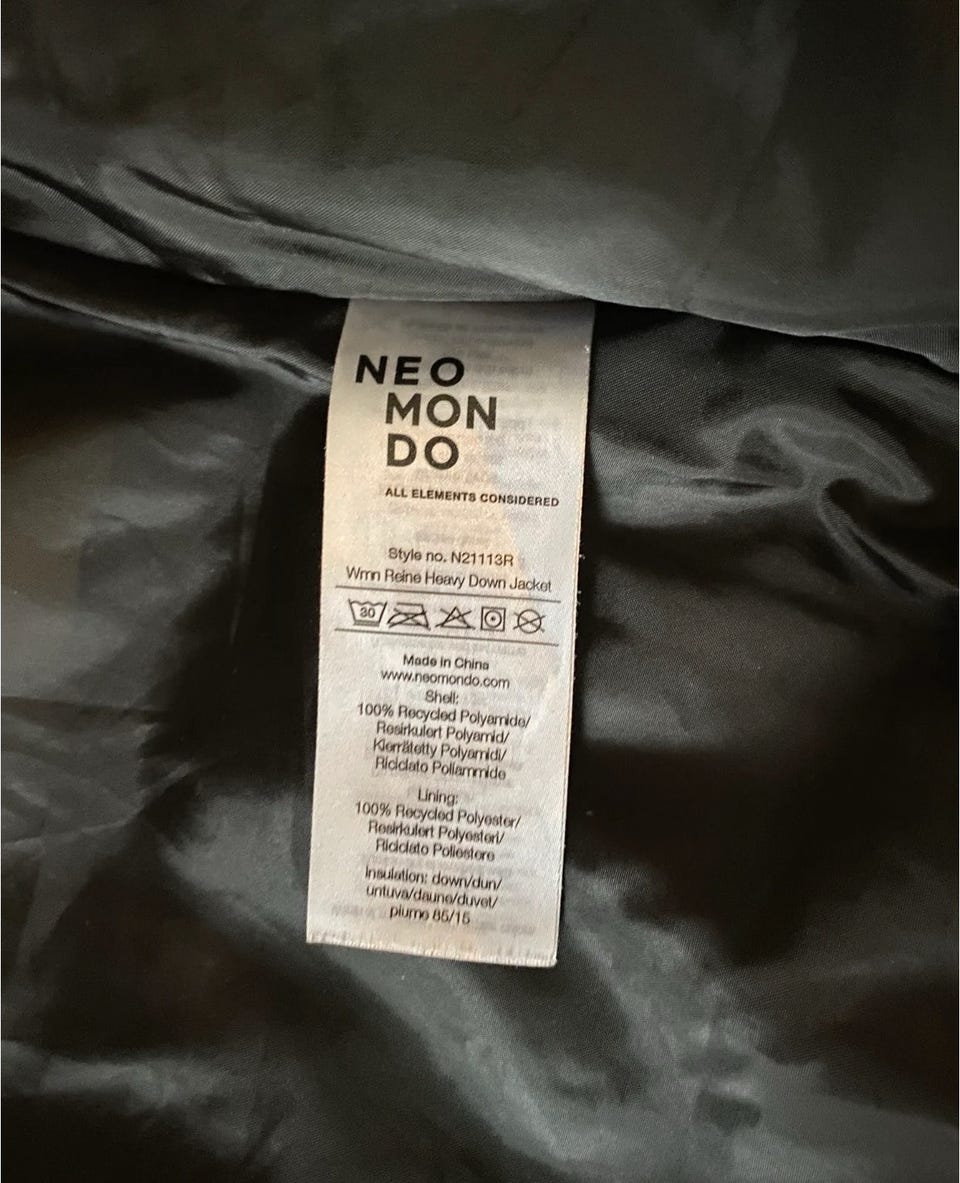 NEO
MON
DO
ALL ELEMENTS CONSIDERED
Style no. N21113R
Wmn Reine Heavy Down Jacket
30
Made in China
www.neomondo.com
Shell:
100% Recycled Polyamide/
Resirkulert Polyamid/
Kierrätetty Polyamidi/
Riciclato Poliammide
Lining:
100% Recycled Polyester/
Resirkulert Polyesteri/
Riciclato Poliestere
Insulation: down/dun/
untuva/daune/duvet/
piume 85/15